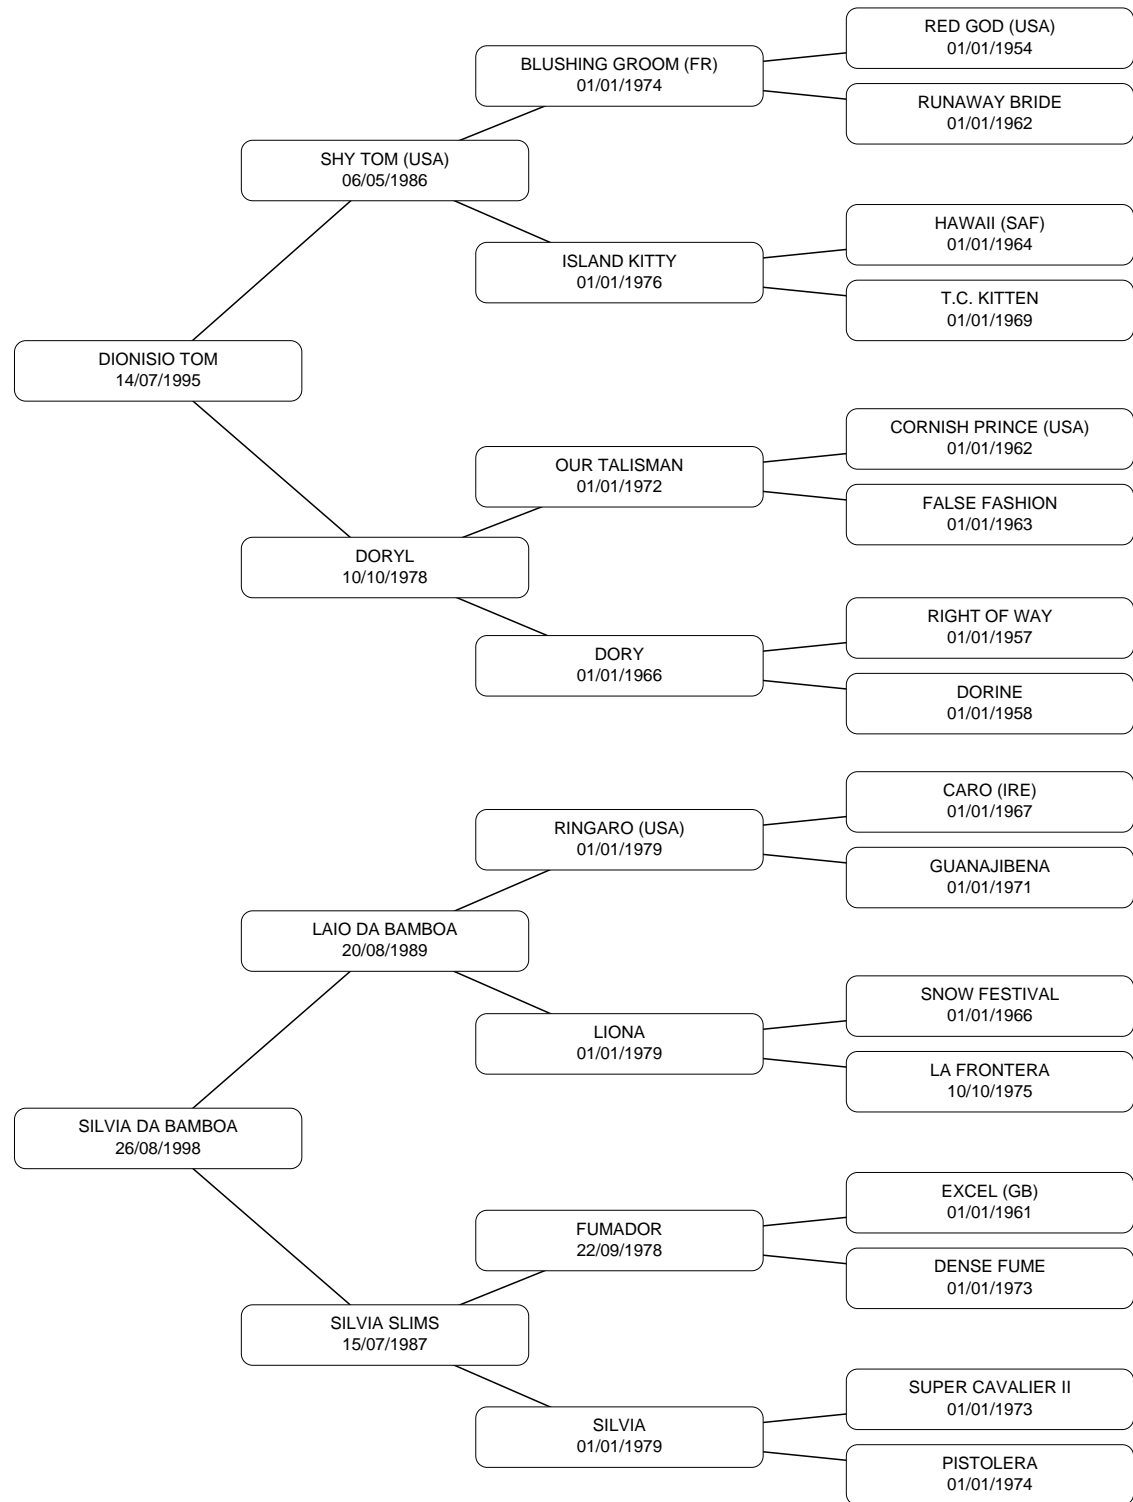 RED GOD (USA)
01/01/1954
BLUSHING GROOM (FR)
01/01/1974
RUNAWAY BRIDE
01/01/1962
SHY TOM (USA)
06/05/1986
HAWAII (SAF)
01/01/1964
ISLAND KITTY
01/01/1976
T.C. KITTEN
01/01/1969
DIONISIO TOM
14/07/1995
CORNISH PRINCE (USA)
01/01/1962
OUR TALISMAN
01/01/1972
FALSE FASHION
01/01/1963
DORYL
10/10/1978
RIGHT OF WAY
01/01/1957
DORY
01/01/1966
DORINE
01/01/1958
CARO (IRE)
01/01/1967
RINGARO (USA)
01/01/1979
GUANAJIBENA
01/01/1971
LAIO DA BAMBOA
20/08/1989
SNOW FESTIVAL
01/01/1966
LIONA
01/01/1979
LA FRONTERA
10/10/1975
SILVIA DA BAMBOA
26/08/1998
EXCEL (GB)
01/01/1961
FUMADOR
22/09/1978
DENSE FUME
01/01/1973
SILVIA SLIMS
15/07/1987
SUPER CAVALIER II
01/01/1973
SILVIA
01/01/1979
PISTOLERA
01/01/1974